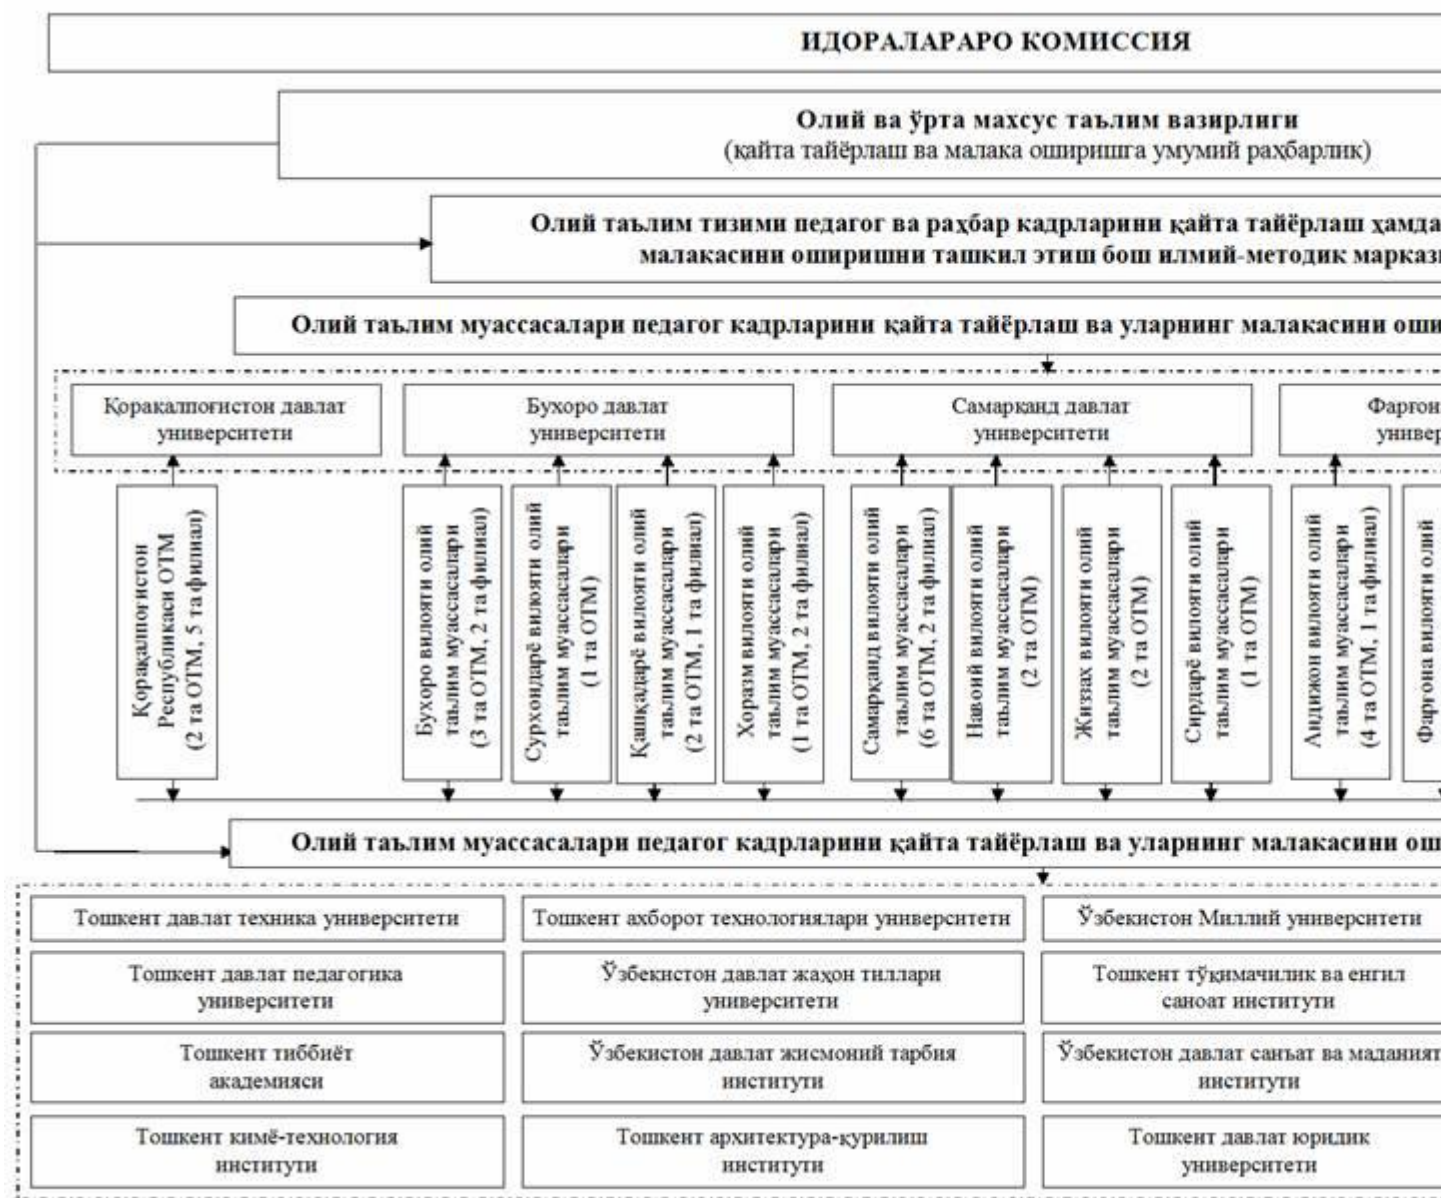 ИДОРАЛАРАРО КОМИССИЯ
Олий ва ўрта махсус таълим вазирлиги
(қайта тайёрлаш ва малака оширишга умумий раҳбарлик)
Олий таълим тизими педагог ва раҳбар кадрларини қайта тайёрлаш ҳамда
малакасини оширишни ташкил этиш бош илмий-методик
Олий таълим муассасалари педагог кадрларини қайта тайёрлаш ва уларнинг малакасини
Қорақалпоғистон давлат
университети
Бухоро давлат
университети
Самарқанд давлат
университети
Қорақалпоғистон
Республикаси ОТМ
(2 та ОТМ, 5 та филиал)
Бухоро вилояти олий
таълим муассасалари
(3 та ОТМ, 2 та филиал)
Сурхондарё вилояти олий
таълим муассасалари
(1 та ОТМ)
Қашқадарё вилояти олий
таълим муассасалари
(2 та ОТМ, 1 та филиал)
Хоразм вилояти олий
таълим муассасалари
(1 та ОТМ, 2 та филиал)
Самарқанд вилояти олий
таълим муассасалари
(6 та ОТМ, 2 та филиал)
Навоий вилояти олий
таълим муассасалари
(2 та ОТМ)
Жиззах вилояти олий
таълим муассасалари
(2 та ОТМ)
Сирдарё вилояти олий
таълим муассасалари
(1 та ОТМ)
Андижон вилояти олий
таълим муассасалари
(4 та ОТМ, 1 та филиал)
Фарғона вилояти олий
Олий таълим муассасалари педагог кадрларини қайта тайёрлаш ва уларнинг малакасини
Тошкент давлат техника университети
Тошкент ахборот технологиялари университети
Ўзбекистон Миллий университети
Тошкент давлат педагогика
университети
Ўзбекистон давлат жаҳон тиллари
университети
Тошкент тўқимачилик ва енгил
саноат институти
Тошкент тиббиёт
академияси
Ўзбекистон давлат жисмоний тарбия
институти
Ўзбекистон давлат санъат ва маданият
институти
Тошкент кимё-технология
институти
Тошкент архитектура-қурилиш
институти
Тошкент давлат юридик
университети